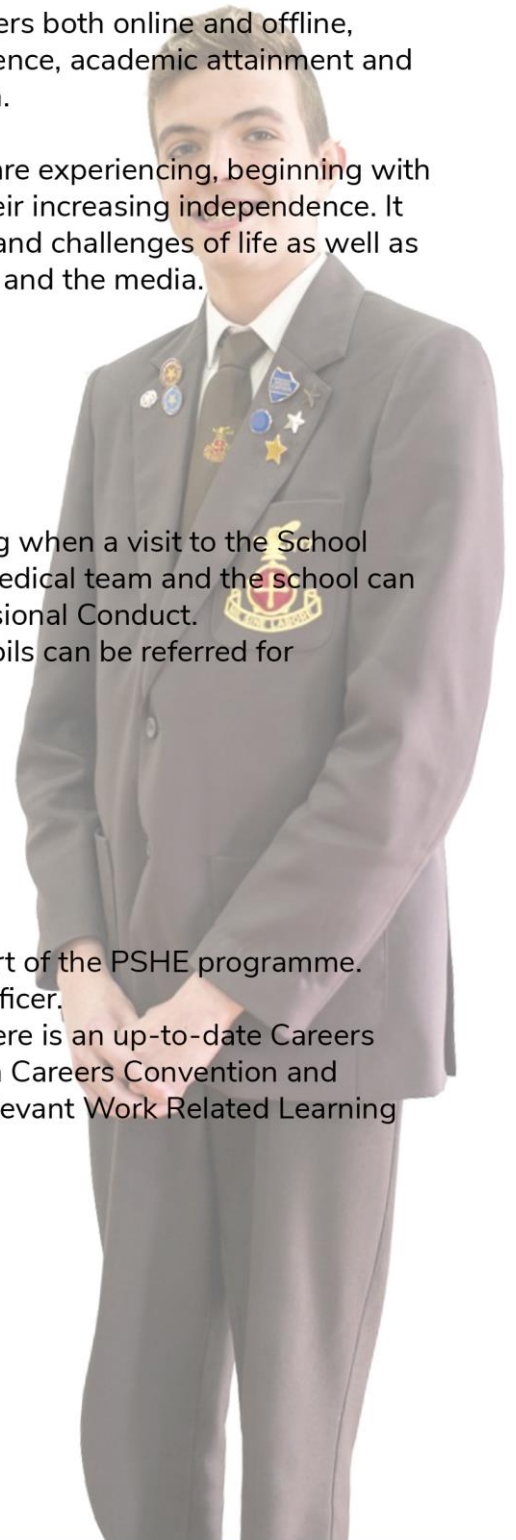 ers both online and offline,
ence, academic attainment and
.
are experiencing, beginning with
eir increasing independence. It
and challenges of life as well as
and the media.
g when a visit to the School
edical team and the school can
sional Conduct.
pils can be referred for
SINE LABORE
rt of the PSHE programme.
ficer.
ere is an up-to-date Careers
Careers Convention and
evant Work Related Learning